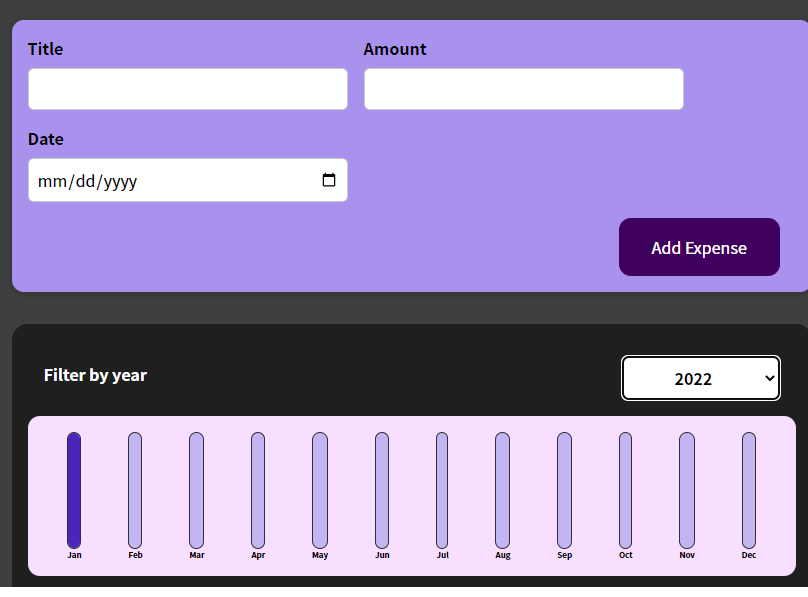 Title Amount
Date
mm/dd/yyyy
Add Expense
Filter by year 2022
Jan Feb Mar Apr May Jun Jul Aug Sep Oct Nov Dec